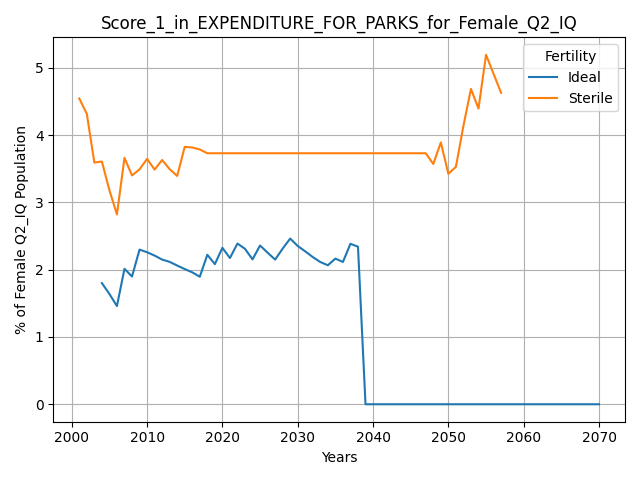 Score_1_in_EXPENDITURE_FOR_PARKS_for_Female_Q2_IQ
Fertility
Ideal
Sterile
% of Female Q2_IQ Population
5
4
3
2
1
0
2000 2010 2020 2030 2040 2050 2060 2070
Years